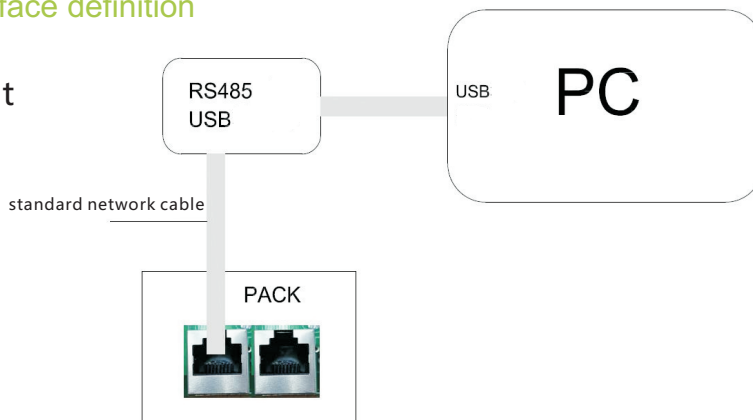 face definition
t
RS485
USB
USB
PC
standard network cable
PACK